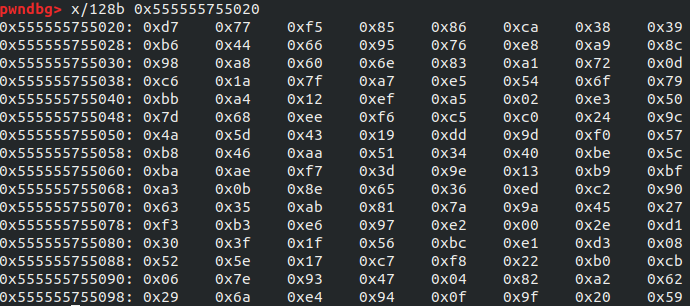 pwndbg> x/128b 0x555555755020
0x555555755020: 0xd7 0x77 0xf5 0x85 0x86 0xca 0x38 0x39
0x555555755028: 0xb6 0x44 0x66 0x95 0x76 0xe8 0xa9 0x8c
0x555555755030: 0x98 0xa8 0x60 0x6e 0x83 0xa1 0x72 0x0d
0x555555755038: 0xc6 0x1a 0x7f 0xa7 0xe5 0x54 0x6f 0x79
0x555555755040: 0xbb 0xa4 0x12 0xef 0xa5 0x02 0xe3 0x50
0x555555755048: 0x7d 0x68 0xee 0xf6 0xc5 0xc0 0x24 0x9c
0x555555755050: 0x4a 0x5d 0x43 0x19 0xdd 0x9d 0xf0 0x57
0x555555755058: 0xb8 0x46 0xaa 0x51 0x34 0x40 0xbe 0x5c
0x555555755060: 0xba 0xae 0xf7 0x3d 0x9e 0x13 0xb9 0xbf
0x555555755068: 0xa3 0x0b 0x8e 0x65 0x36 0xed 0xc2 0x90
0x555555755070: 0x63 0x35 0xab 0x81 0x7a 0x9a 0x45 0x27
0x555555755078: 0xf3 0xb3 0xe6 0x97 0xe2 0x00 0x2e 0xd1
0x555555755080: 0x30 0x3f 0x1f 0x56 0xbc 0xe1 0xd3 0x08
0x555555755088: 0x52 0x5e 0x17 0xc7 0xf8 0x22 0xb0 0xcb
0x555555755090: 0x06 0x7e 0x93 0x47 0x04 0x82 0xa2 0x62
0x555555755098: 0x29 0x6a 0xe4 0x94 0x0f 0x9f 0x20 0x59